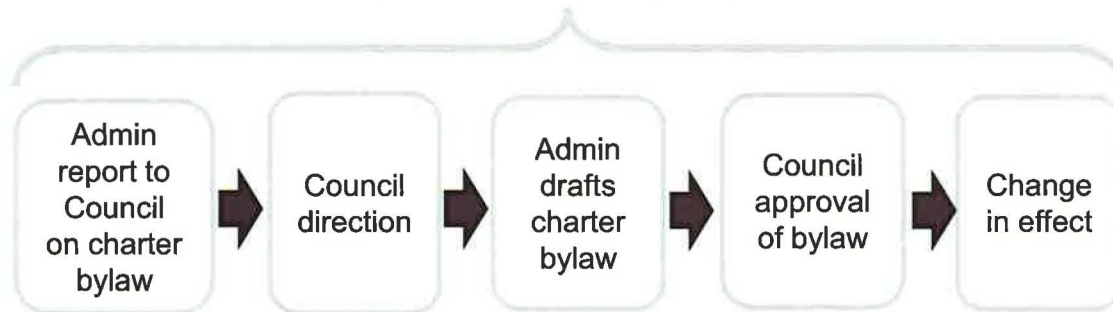 Admin
report to
Council
on charter
bylaw
Council
direction
Admin
drafts
charter
bylaw
Council
approval
of bylaw
Change
in effect